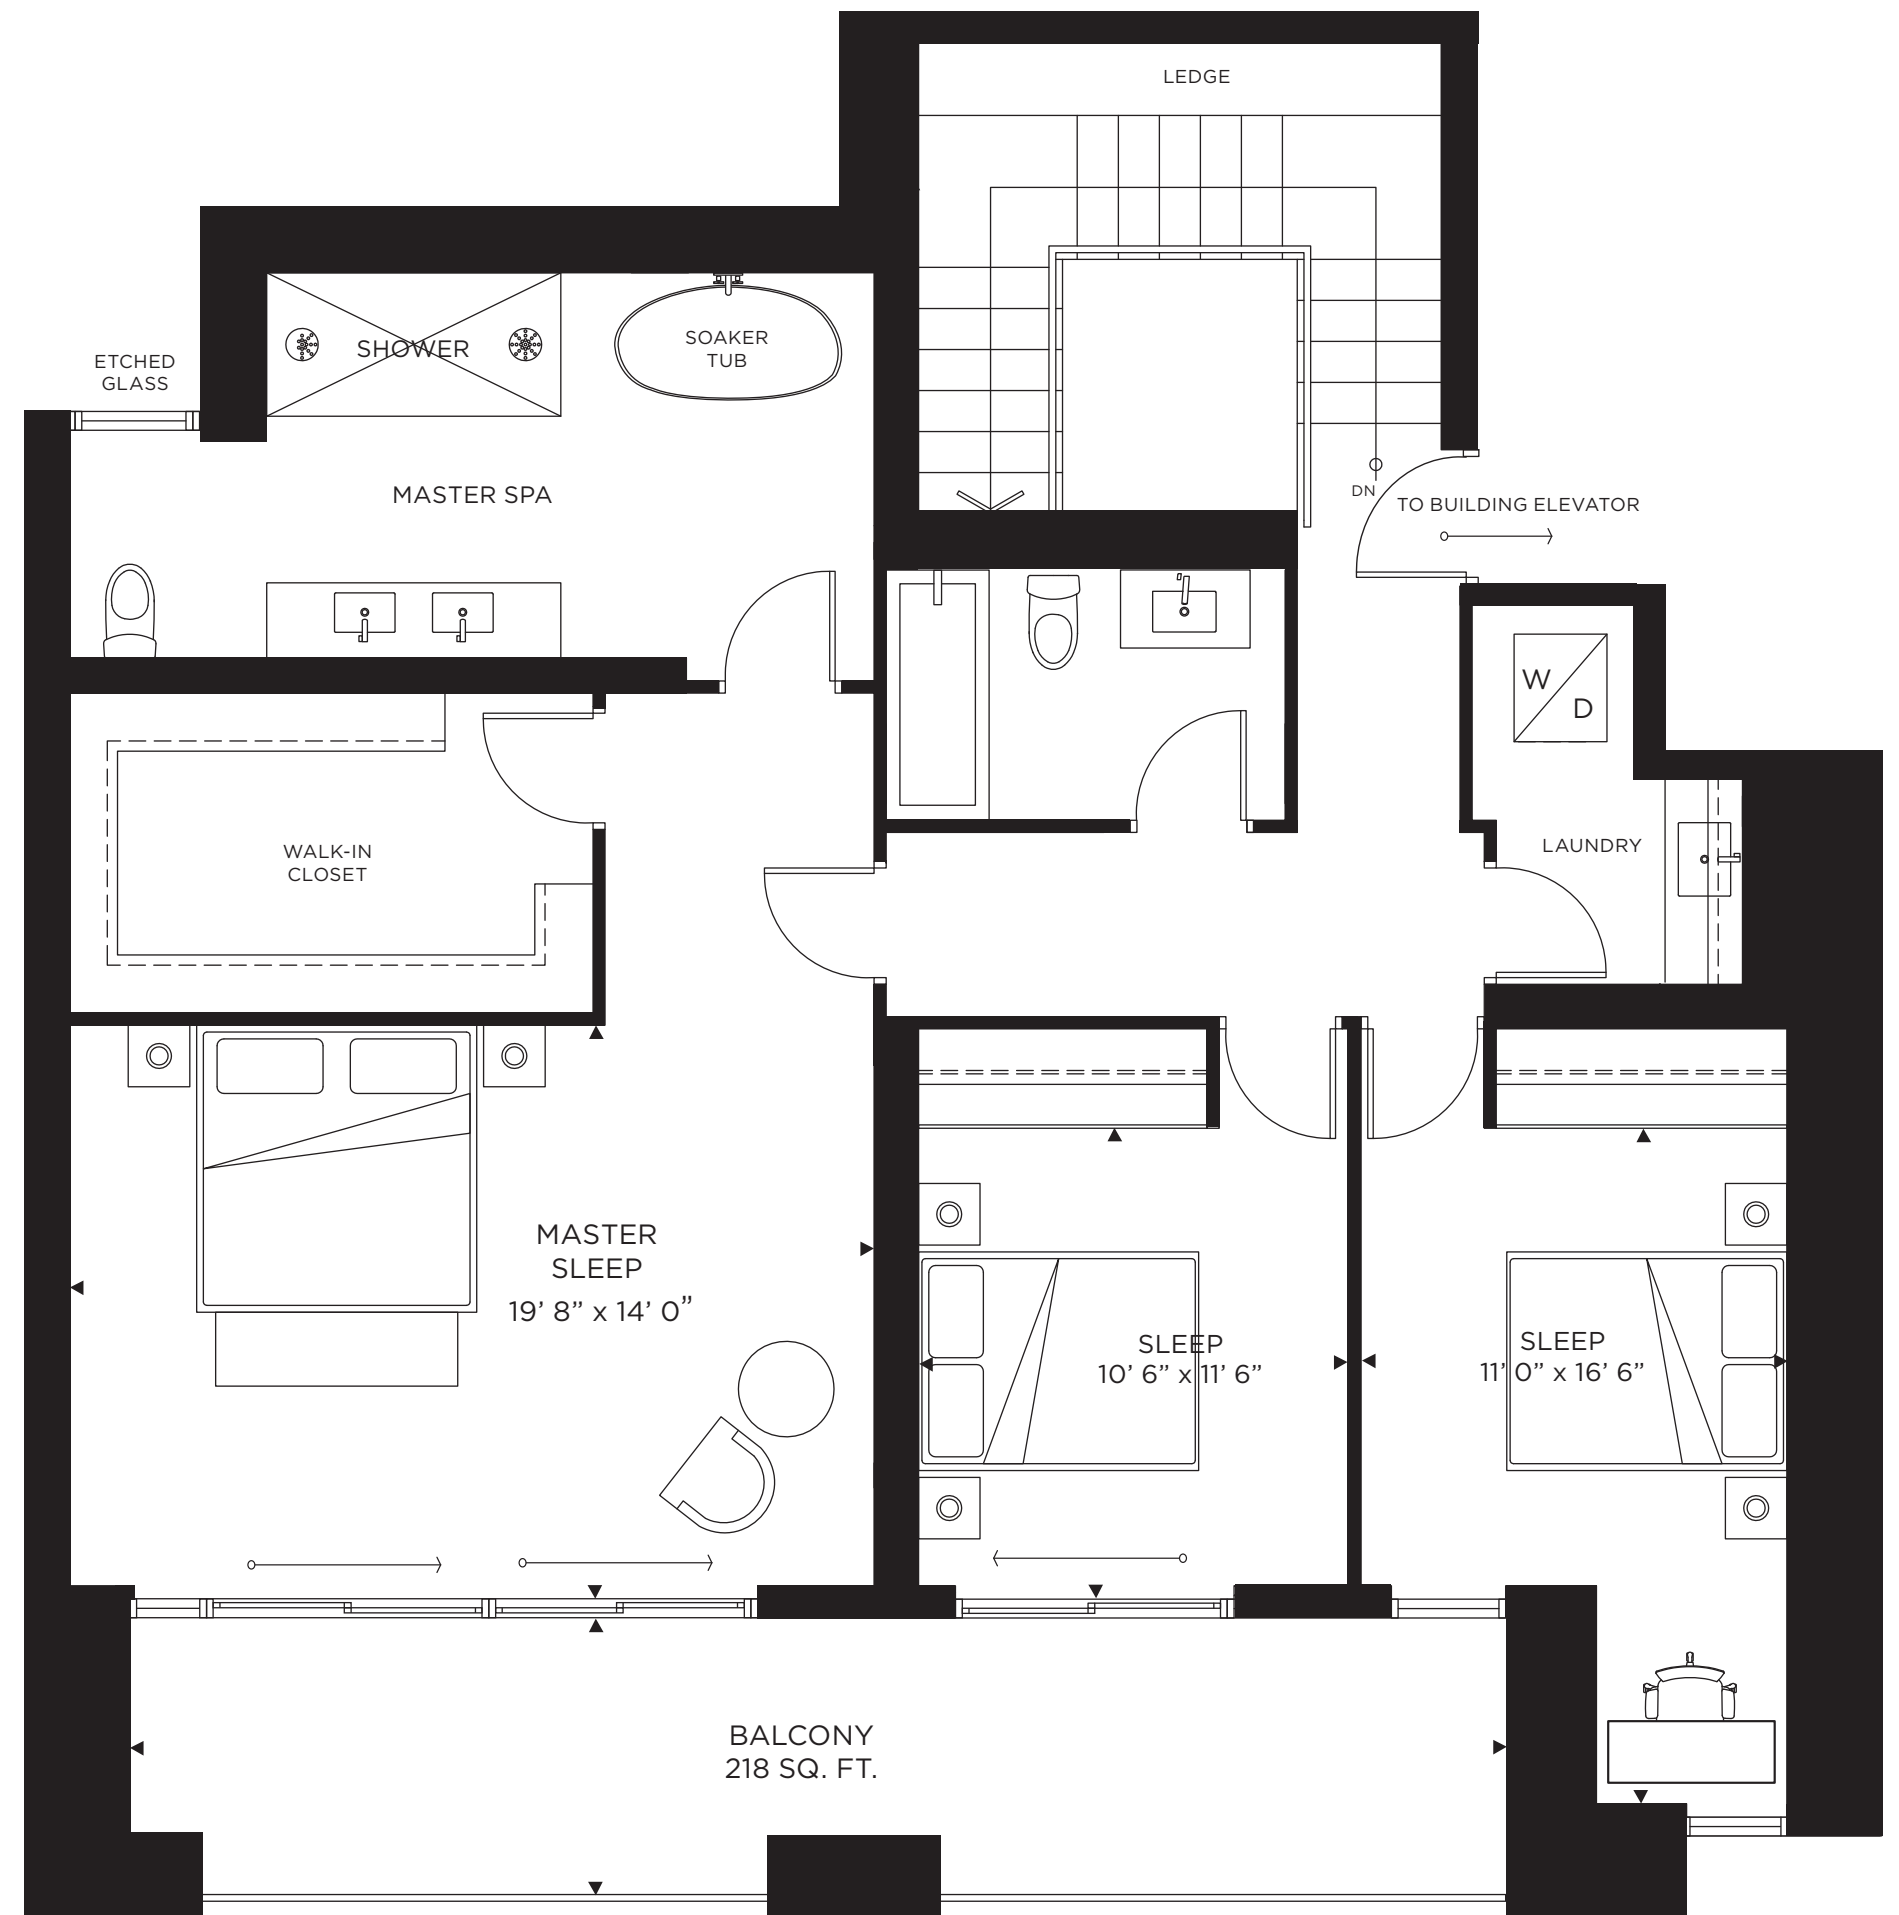 LEDGE
SHOWER
SOAKER
TUB
ETCHED
GLASS
MASTER SPA
DN
TO BUILDING ELEVATOR
W
D
WALK-IN
CLOSET
LAUNDRY
MASTER
SLEEP
19’ 8” x 14’ 0”
SLEEP
10’ 6” x 11’ 6”
SLEEP
11’ 0” x 16’ 6”
BALCONY
218 SQ. FT.